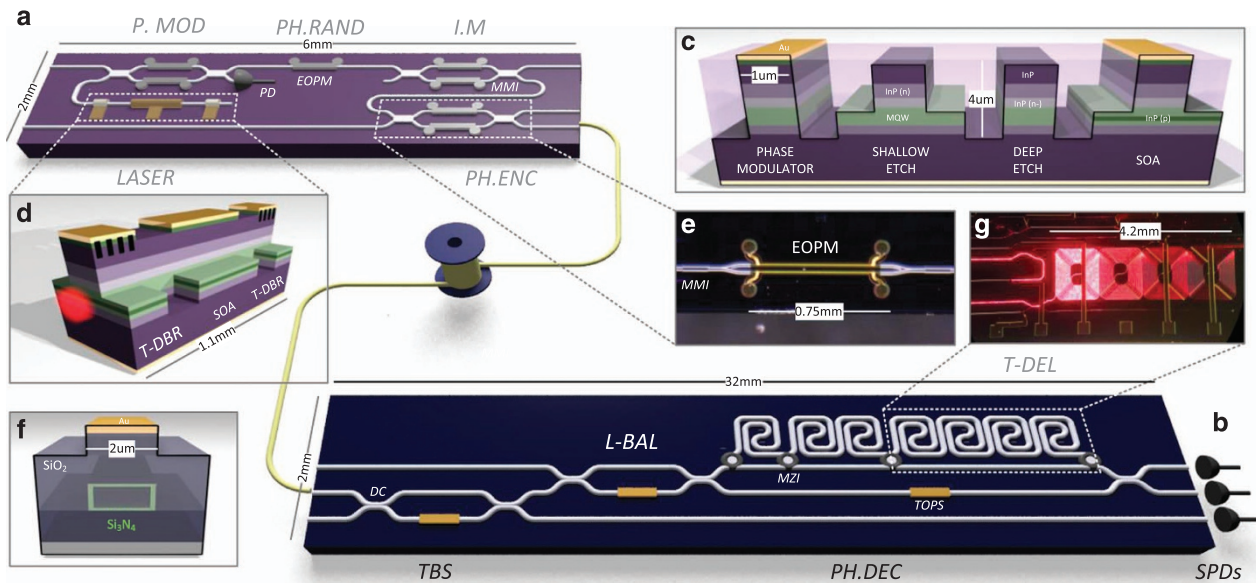 a
P. MOD
PH.RAND
I.M
6mm
2mm
EOPM
PD
MMI
LASER
PH.ENC
c
Au
1um
InP
InP (n)
4um
InP (n-)
MQW
InP (p)
PHASE
MODULATOR
SHALLOW
ETCH
DEEP
ETCH
SOA
d
T-DBR
SOA
T-DBR
1.1mm
e
EOPM
MMI
0.75mm
g
4.2mm
T-DEL
32mm
f
Au
2um
SiO2
Si3N4
b
2mm
L-BAL
DC
MZI
TOPS
TBS
PH.DEC
SPDs